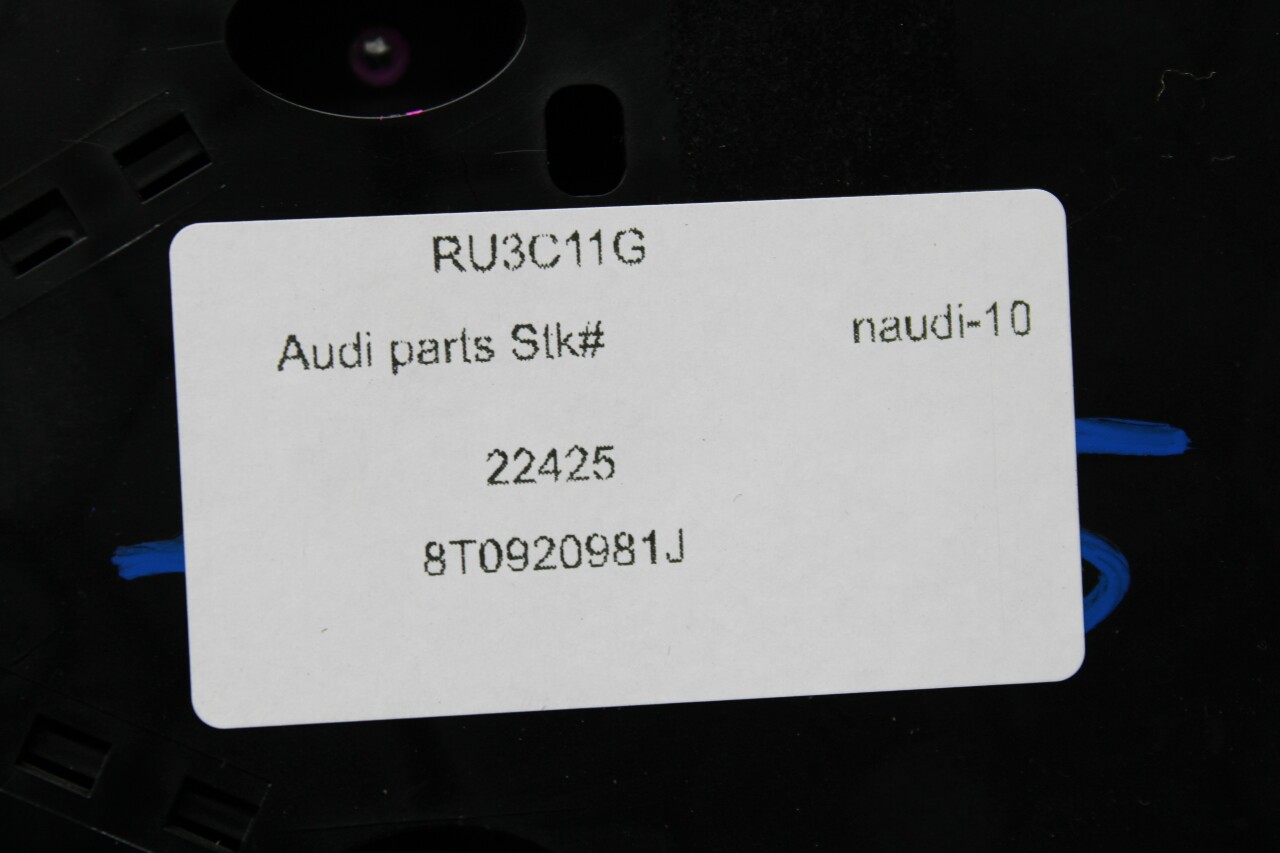 RU3C11G
Audi parts Stk# naudi-10
22425
8T0920981J